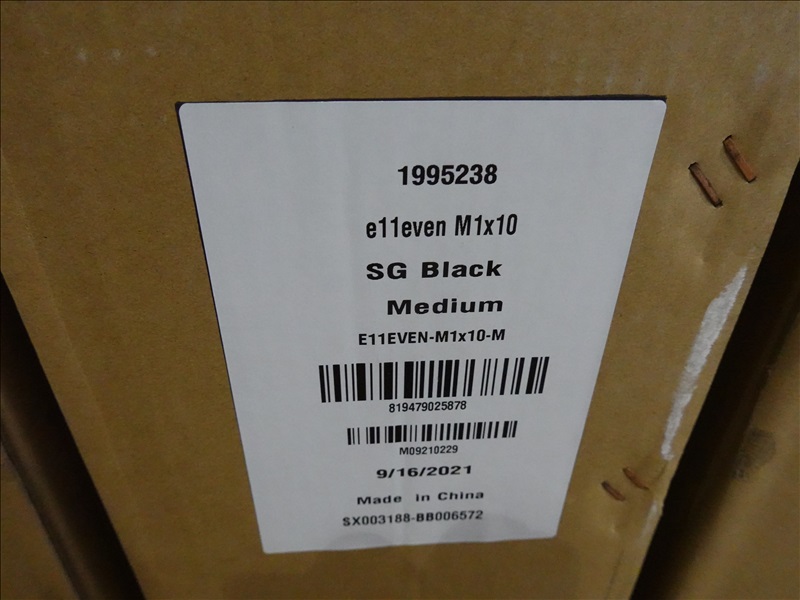 1995238
e11even M1x10
SG Black
Medium
E11EVEN-M1x10-M
819479025878
M09210229
9/16/2021
Made in China
SX003188-BB006572